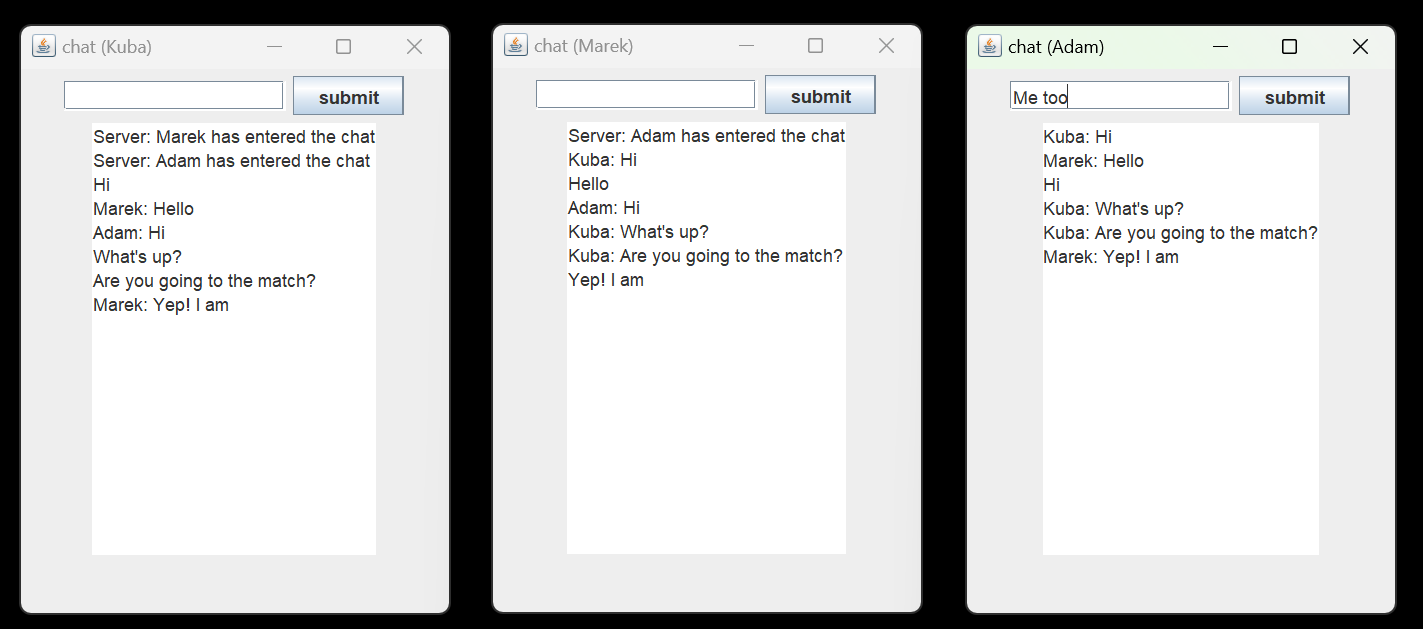 chat (Kuba)
submit
Server: Marek has entered the chat
Server: Adam has entered the chat
Hi
Marek: Hello
Adam: Hi
What's up?
Are you going to the match?
Marek: Yep! I am
chat (Marek)
submit
Server: Adam has entered the chat
Kuba: Hi
Hello
Adam: Hi
Kuba: What's up?
Kuba: Are you going to the match?
Yep! I am
chat (Adam)
Me too
submit
Kuba: Hi
Marek: Hello
Hi
Kuba: What's up?
Kuba: Are you going to the match?
Marek: Yep! I am